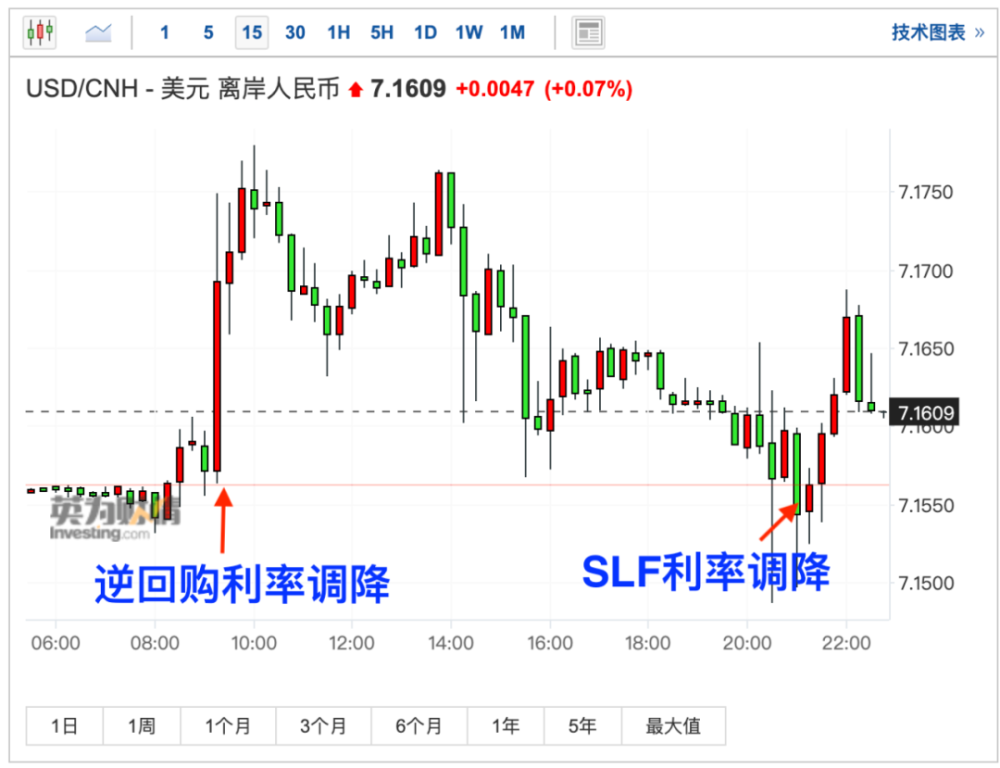 1 5 15 30 1H 5H 1D 1W 1M 技术图表 »
USD/CNH - 美元 离岸人民币 7.1609 +0.0047 (+0.07%)
7.1750
7.1700
7.1650
7.1609
7.1600
7.1550
7.1500
英为财情
Investing.com
逆回购利率调降
SLF利率调降
06:00 08:00 10:00 12:00 14:00 16:00 18:00 20:00 22:00
1日 1周 1个月 3个月 6个月 1年 5年 最大值